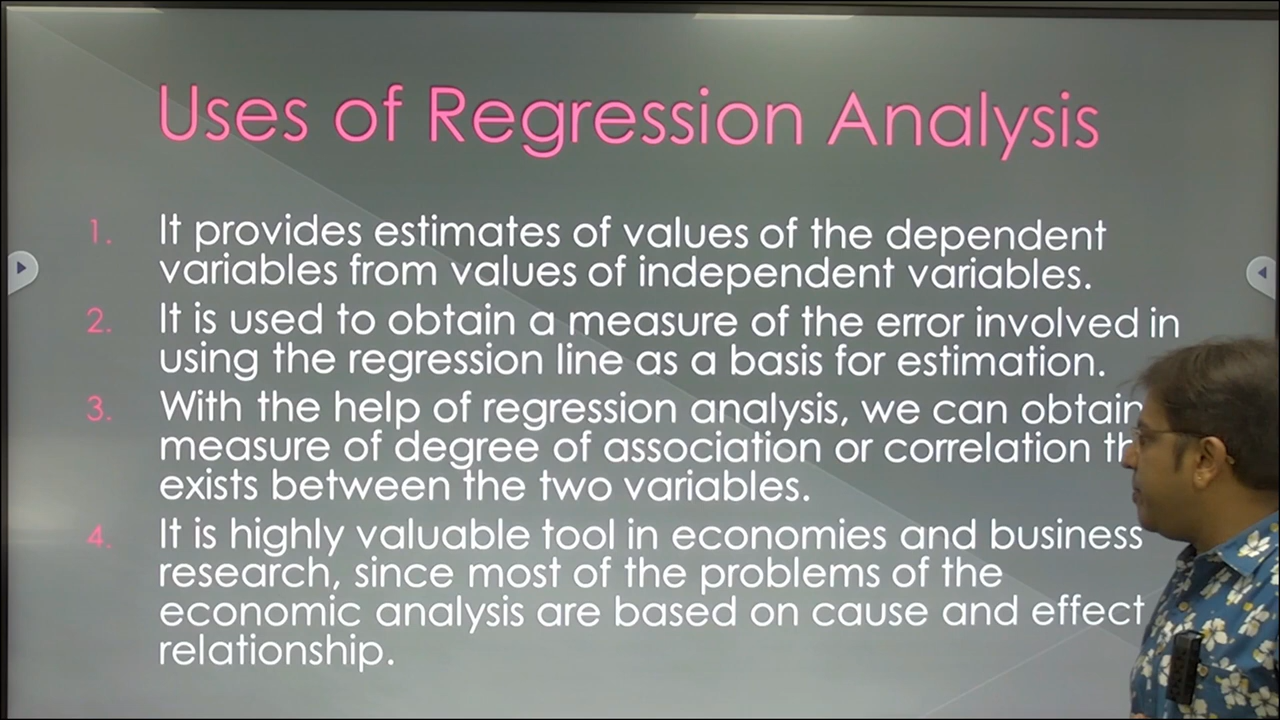 Uses of Regression Analysis
1. It provides estimates of values of the dependent
variables from values of independent variables.
2. It is used to obtain a measure of the error involved in
using the regression line as a basis for estimation.
3. With the help of regression analysis, we can obtain
measure of degree of association or correlation
exists between the two variables.
4. It is highly valuable tool in economies and business
research, since most of the problems of the
economic analysis are based on cause and effect
relationship.